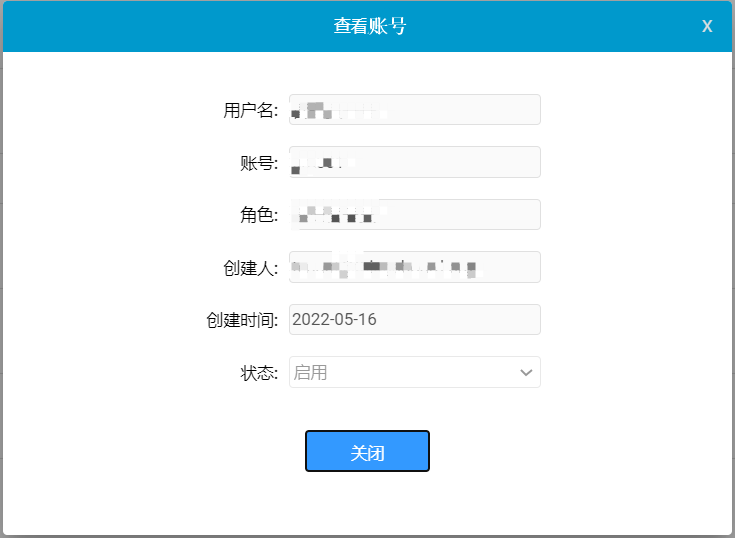 查看账号
X
用户名:
账号:
角色:
创建人:
创建时间: 2022-05-16
状态: 启用
关闭